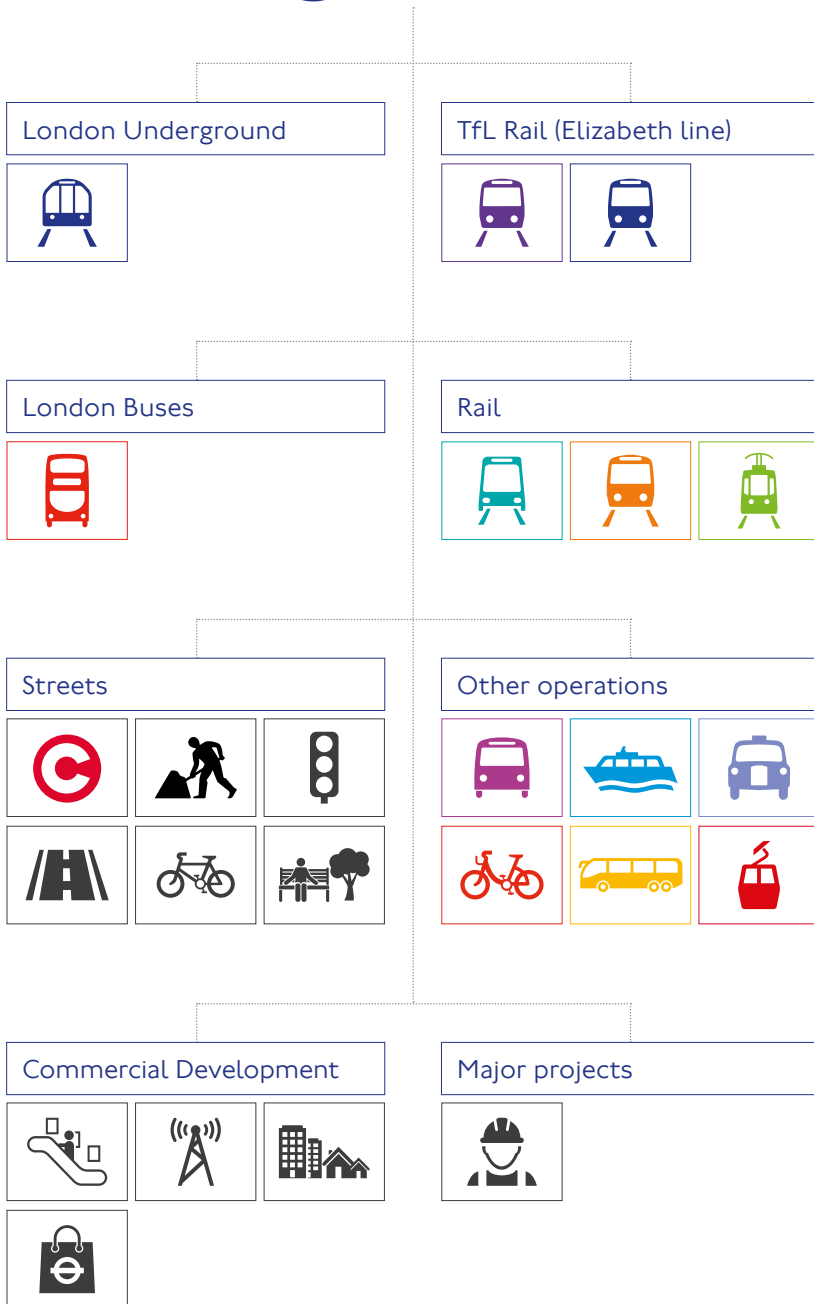 London Underground
TfL Rail (Elizabeth line)
London Buses
Rail
Streets
Other operations
Commercial Development
Major projects